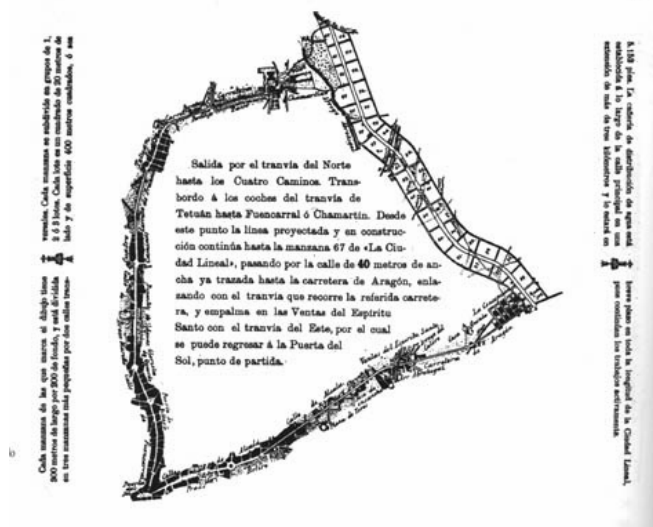 Cada manzana de las que marca el dibujo tiene
300 metros de largo por 200 de fondo, y está dividida
en tres manzanas más pequeñas por dos calles trans-
versales. Cada manzana se subdivide en grupos de 1,
2 ó 3 lotes. Cada lote es un cuadrado de 20 metros de
lado y de superficie 400 metros cuadrados, ó sea
Salida por el tranvía del Norte
hasta los Cuatro Caminos. Trans-
bordo á los coches del tranvía de
Tetuán hasta Fuencarral ó Chamartín. Desde
este punto la línea proyectada y en construc-
ción continúa hasta la manzana 67 de «La Ciu-
dad Lineal», pasando por la calle de 40 metros de an-
cha ya trazada hasta la carretera de Aragón, enla-
zando con el tranvía que recorre la referida carrete-
ra, y empalma en las Ventas del Espíritu
Santo con el tranvía del Este, por el cual
se puede regresar á la Puerta del
Sol, punto de partida.
Ventas del Espíritu Santo
Carretera de Aragón
Calle de Alcalá
Plaza de Toros
5.152 pies. La cañería de distribución de agua está
establecida á lo largo de la calle principal en una
extensión de más de tres kilómetros y lo estará en
breve plazo en toda la longitud de la Ciudad Lineal,
pues continúan los trabajos activamente.